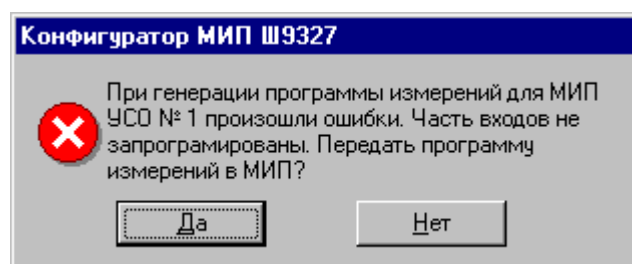 Конфигуратор МИП Ш9327
При генерации программы измерений для МИП
УСО № 1 произошли ошибки. Часть входов не
запрограмированы. Передать программу
измерений в МИП?
Да
Нет